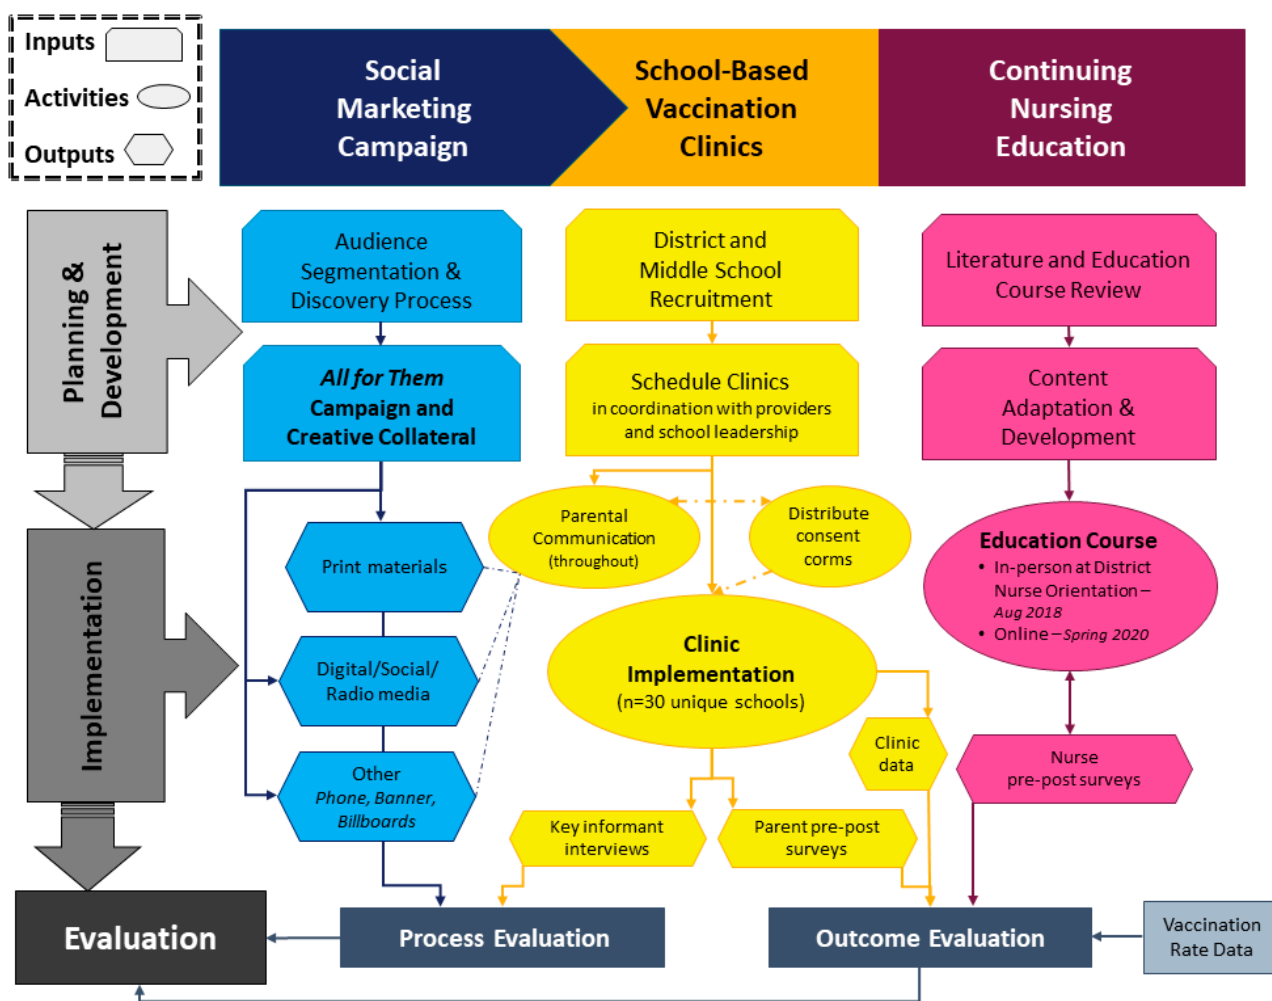 Inputs
Activities
Outputs
Social
Marketing
Campaign
School-Based
Vaccination
Clinics
Continuing
Nursing
Education
Planning &
Development
Audience
Segmentation &
Discovery Process
District and
Middle School
Recruitment
Literature and Education
Course Review
All for Them
Campaign and
Creative Collateral
Schedule Clinics
in coordination with providers
and school leadership
Content
Adaptation &
Development
Implementation
Print materials
Parental
Communication
(throughout)
Distribute
consent
corms
Education Course
• In-person at District
Nurse Orientation –
Aug 2018
• Online – Spring 2020
Digital/Social/
Radio media
Clinic
Implementation
(n=30 unique schools)
Other
Phone, Banner,
Billboards
Clinic
data
Nurse
pre-post surveys
Key informant
interviews
Parent pre-post
surveys
Evaluation
Process Evaluation
Outcome Evaluation
Vaccination
Rate Data